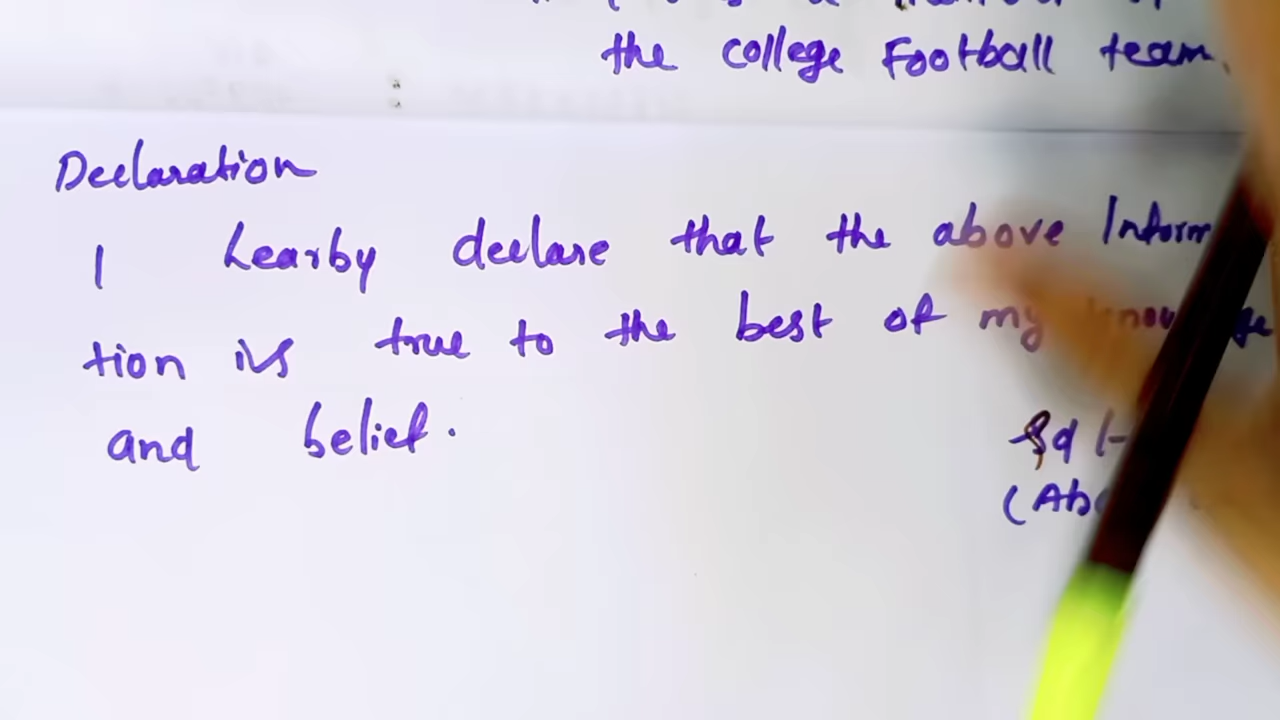 the college Football team.
Declaration
I hearby declare that the above Inform
tion is true to the best of my
and belief.
Sd/-
(Ab